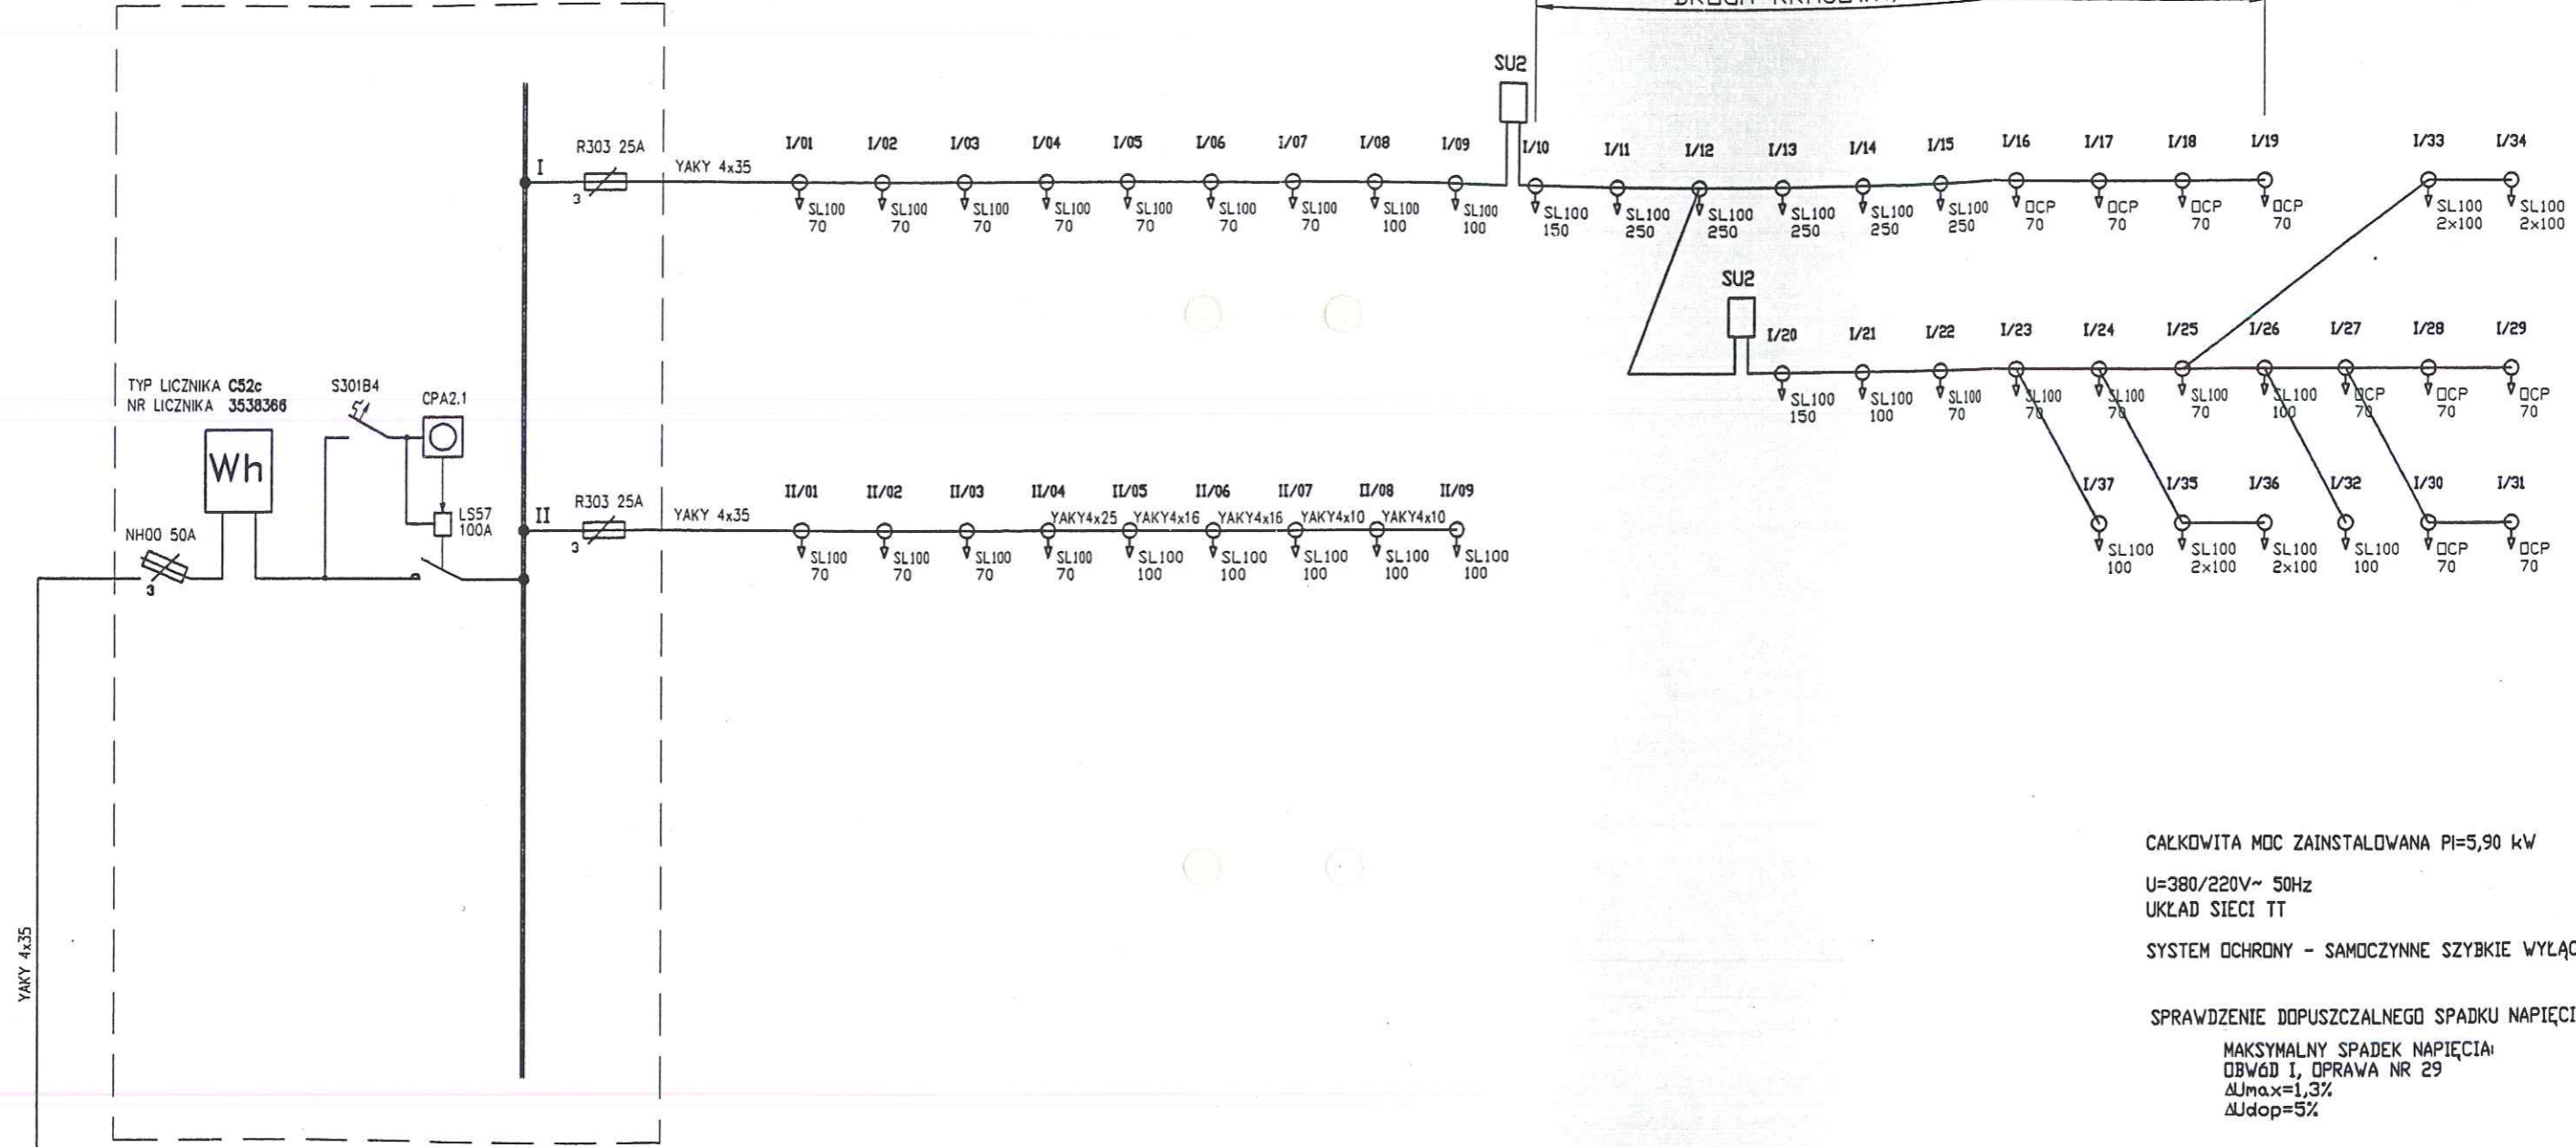 SU2
I/01 I/02 I/03 I/04 I/05 I/06 I/07 I/08 I/09 I/10 I/11 I/12 I/13 I/14 I/15 I/16 I/17 I/18 I/19 I/33 I/34
I R303 25A YAKY 4x35
3
SL100 SL100 SL100 SL100 SL100 SL100 SL100 SL100 SL100 SL100 SL100 SL100 SL100 SL100 SL100 OCP OCP OCP OCP SL100 SL100
70 70 70 70 70 70 70 100 100 150 250 250 250 250 250 70 70 70 70 2×100 2×100
SU2
I/20 I/21 I/22 I/23 I/24 I/25 I/26 I/27 I/28 I/29
SL100 SL100 SL100 SL100 SL100 SL100 SL100 OCP OCP OCP
150 100 70 70 70 70 100 70 70 70
TYP LICZNIKA C52c
NR LICZNIKA 3538366
S301B4
CPA2.1
Wh
LS57
100A
NH00 50A
3
II R303 25A YAKY 4x35
3
II/01 II/02 II/03 II/04 II/05 II/06 II/07 II/08 II/09
YAKY4x25 YAKY4x16 YAKY4x16 YAKY4x10 YAKY4x10
SL100 SL100 SL100 SL100 SL100 SL100 SL100 SL100 SL100
70 70 70 70 100 100 100 100 100
I/37 I/35 I/36 I/32 I/30 I/31
SL100 SL100 SL100 SL100 OCP OCP
100 2×100 2×100 100 70 70
YAKY 4x35
CAŁKOWITA MOC ZAINSTALOWANA PI=5,90 kW
U=380/220V~ 50Hz
UKŁAD SIECI TT
SYSTEM OCHRONY - SAMOCZYNNE SZYBKIE WYŁĄC
SPRAWDZENIE DOPUSZCZALNEGO SPADKU NAPIĘCI
MAKSYMALNY SPADEK NAPIĘCIA:
OBWÓD I, OPRAWA NR 29
ΔUmax=1,3%
ΔUdop=5%